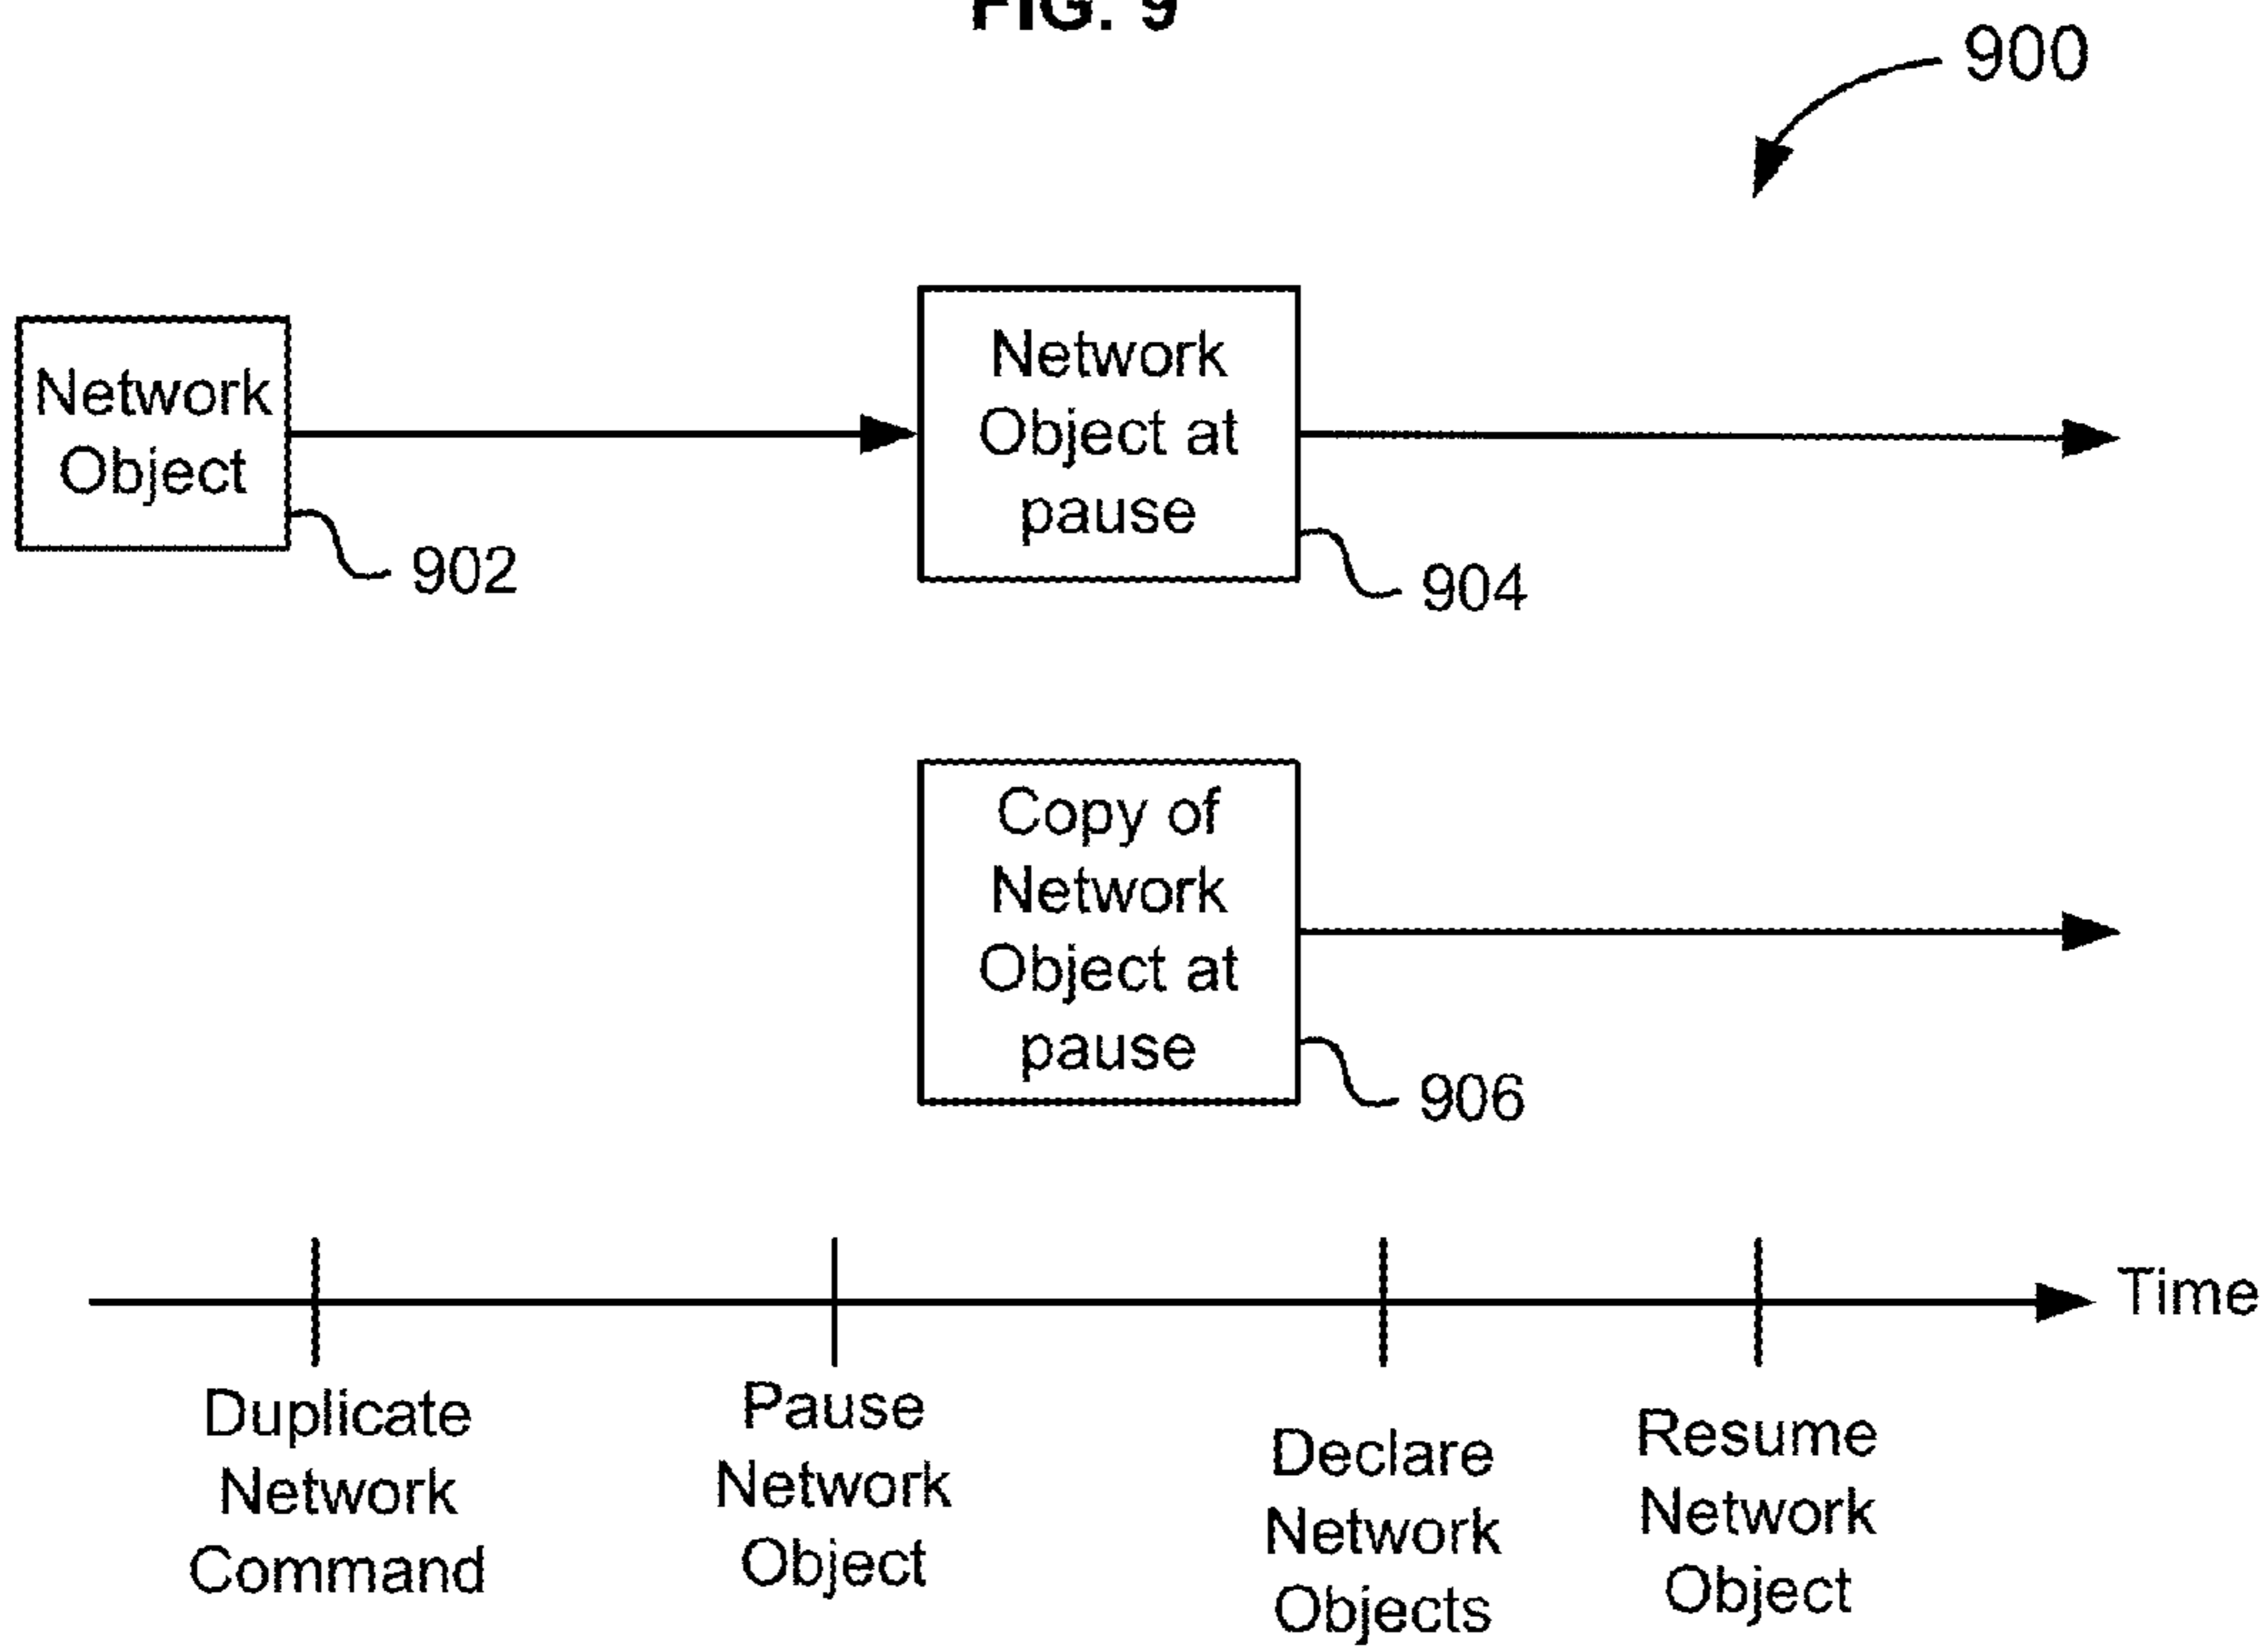 FIG. 9
900
Network
Object
902
Network
Object at
pause
904
Copy of
Network
Object at
pause
906
Time
Duplicate
Network
Command
Pause
Network
Object
Declare
Network
Objects
Resume
Network
Object